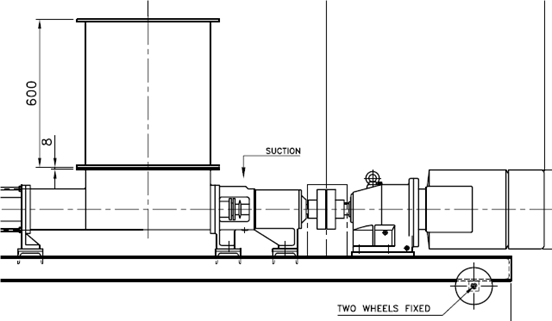 600
8
SUCTION
TWO WHEELS FIXED